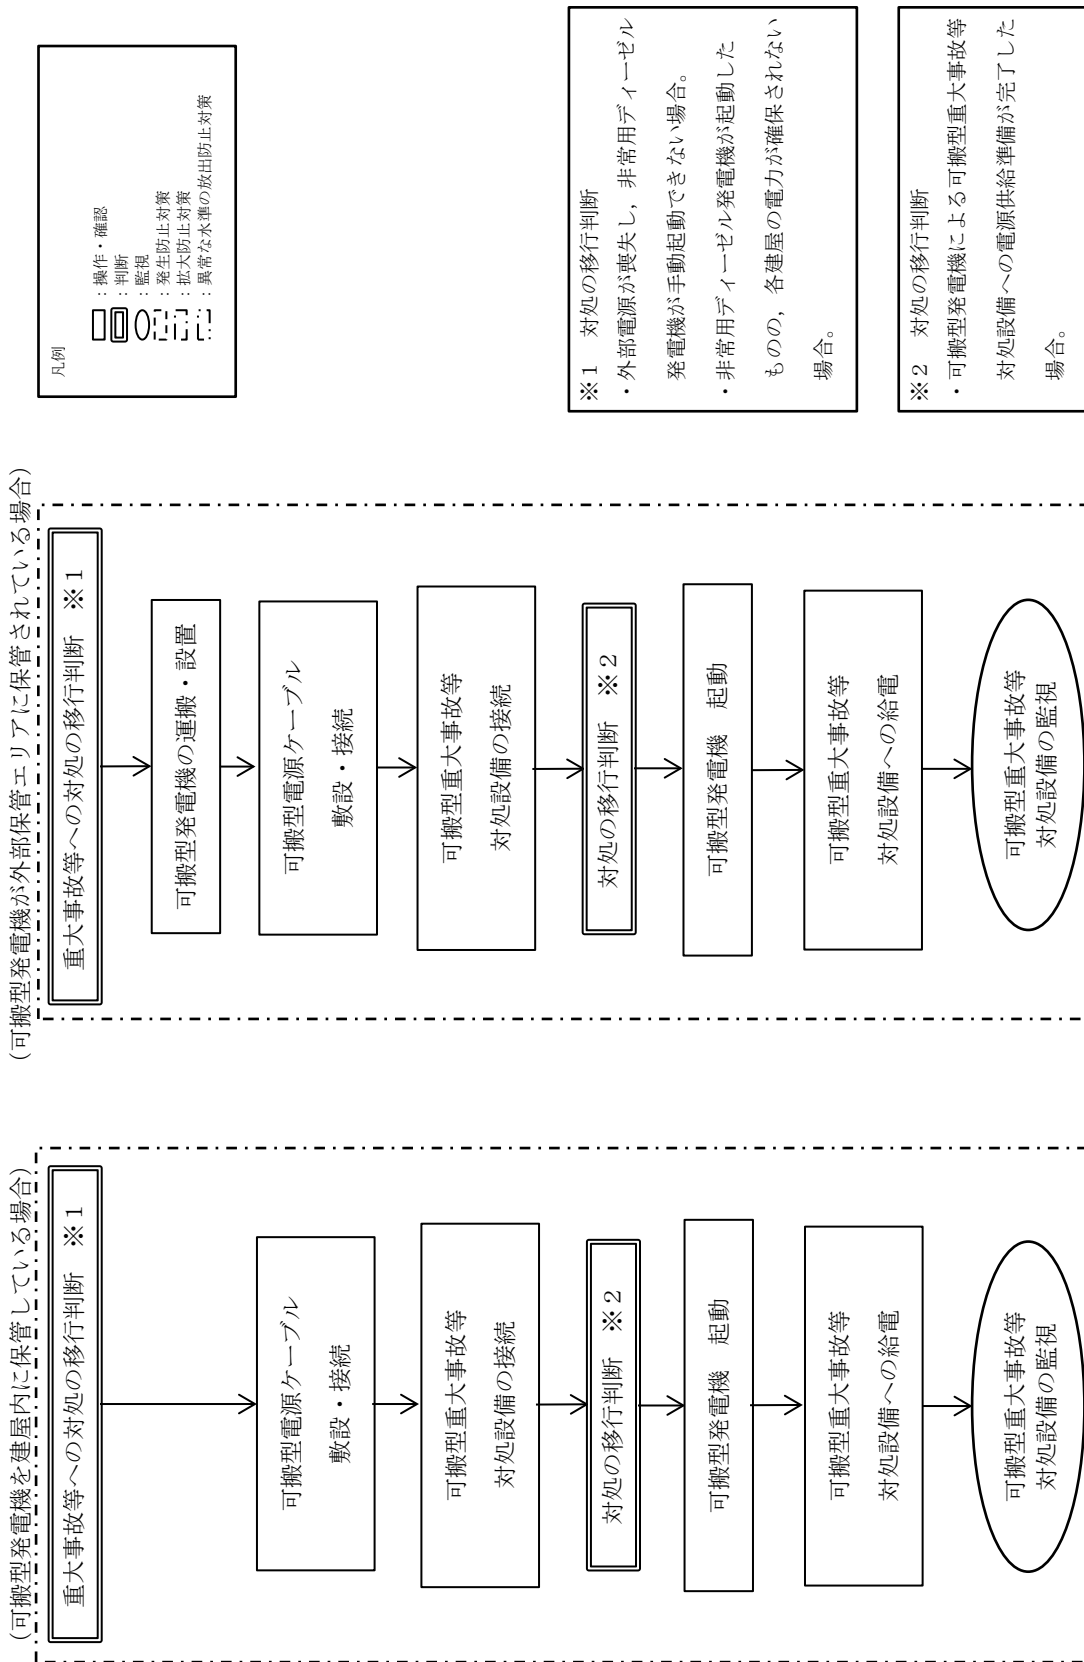 (可搬型発電機を建屋内に保管している場合)
重大事故等への対処の移行判断　※１
可搬型電源ケーブル
敷設・接続
可搬型重大事故等
対処設備の接続
対処の移行判断　※２
可搬型発電機　起動
可搬型重大事故等
対処設備への給電
可搬型重大事故等
対処設備の監視
(可搬型発電機が外部保管エリアに保管されている場合)
重大事故等への対処の移行判断　※１
可搬型発電機の運搬・設置
可搬型電源ケーブル
敷設・接続
可搬型重大事故等
対処設備の接続
対処の移行判断　※２
可搬型発電機　起動
可搬型重大事故等
対処設備への給電
可搬型重大事故等
対処設備の監視
凡例
：操作・確認
：判断
：監視
：発生防止対策
：拡大防止対策
：異常な水準の放出防止対策
※１　対処の移行判断
・外部電源が喪失し，非常用ディーゼル
発電機が手動起動できない場合。
・非常用ディーゼル発電機が起動した
ものの，各建屋の電力が確保されない
場合。
※２　対処の移行判断
・可搬型発電機による可搬型重大事故等
対処設備への電源供給準備が完了した
場合。